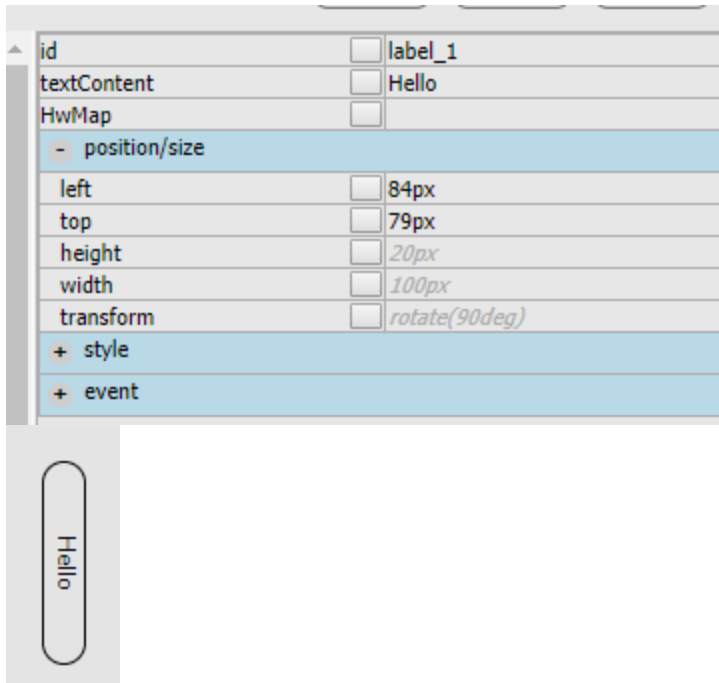 id label_1
textContent Hello
HwMap
- position/size
left 84px
top 79px
height 20px
width 100px
transform rotate(90deg)
+ style
+ event
Hello